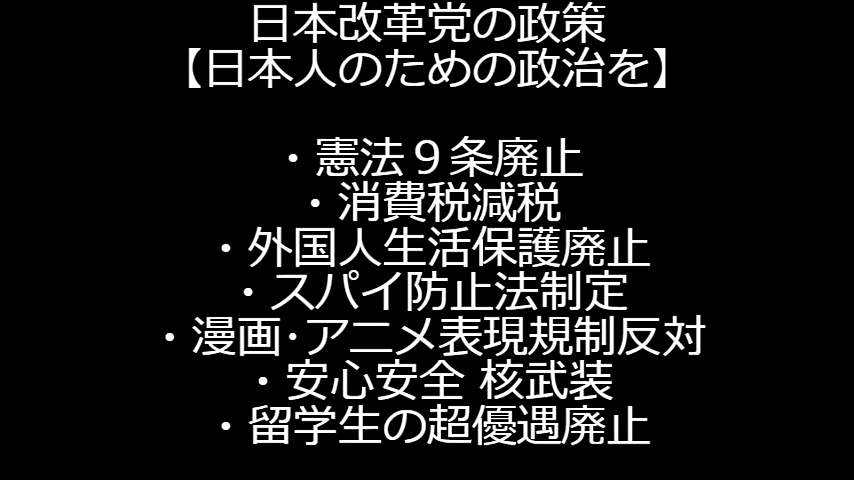 日本改革党の政策
【日本人のための政治を】
・憲法９条廃止
・消費税減税
・外国人生活保護廃止
・スパイ防止法制定
・漫画･アニメ表現規制反対
・安心安全 核武装
・留学生の超優遇廃止